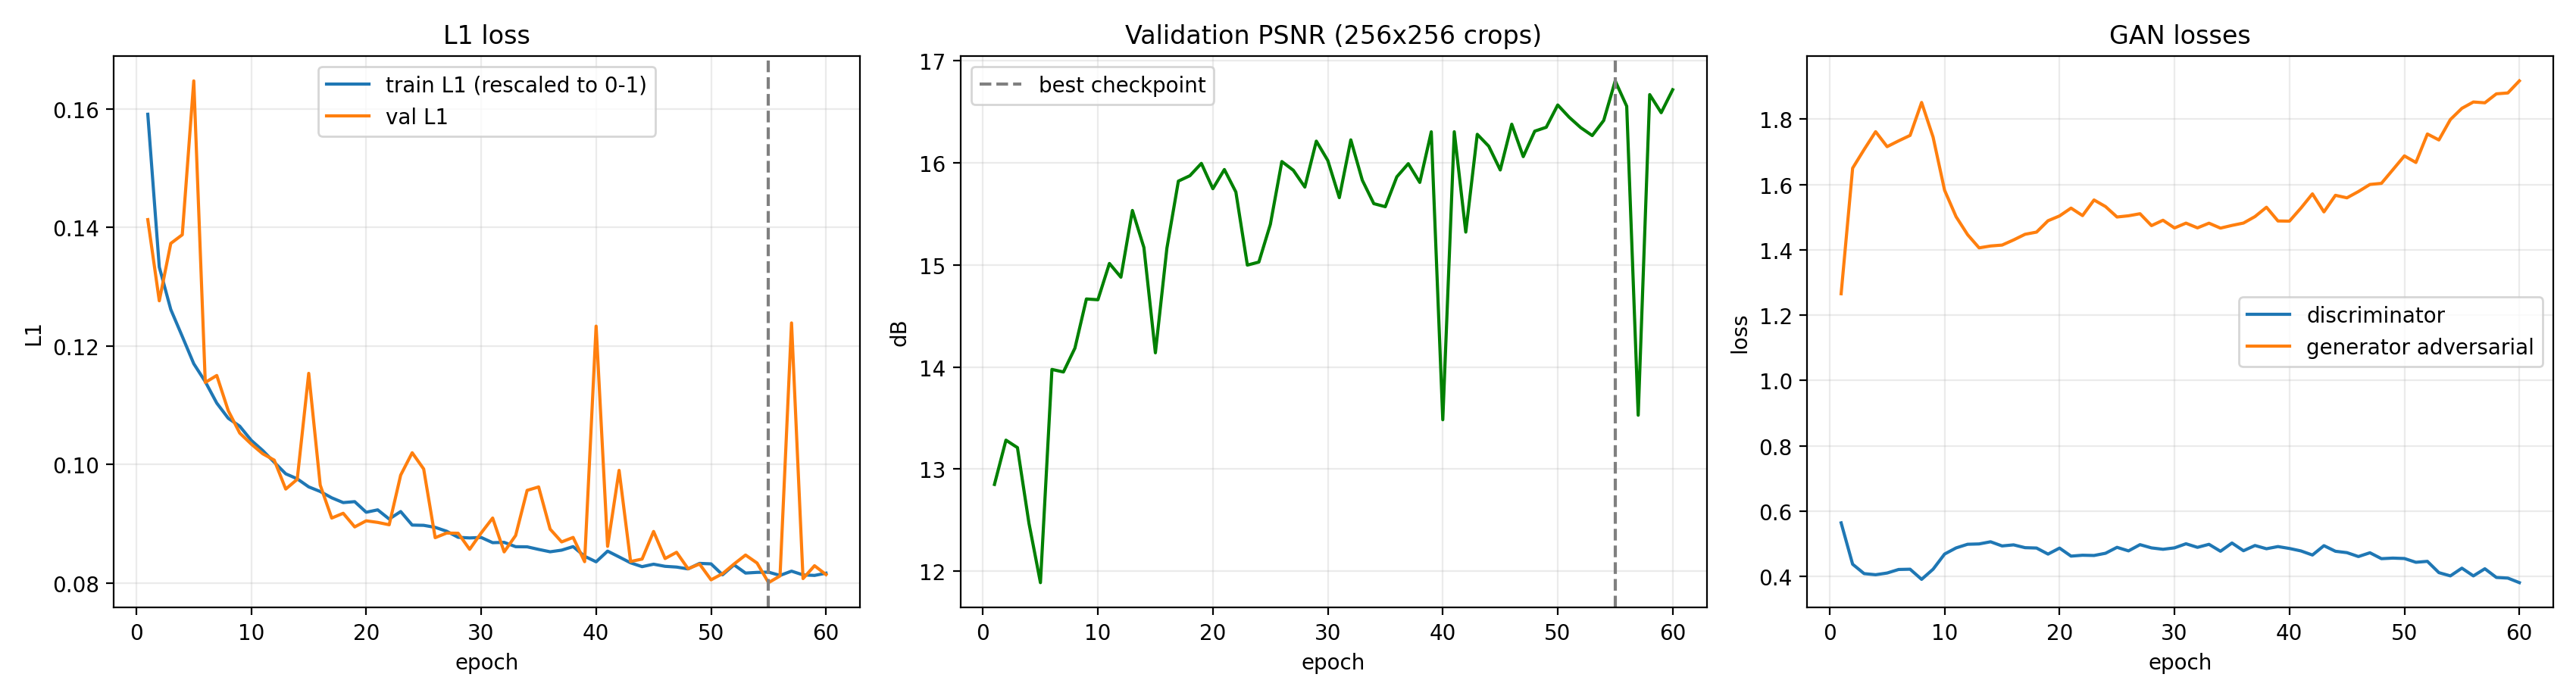 L1 loss
train L1 (rescaled to 0-1)
val L1
L1
0.16
0.14
0.12
0.10
0.08
0 10 20 30 40 50 60
epoch
Validation PSNR (256x256 crops)
best checkpoint
dB
17
16
15
14
13
12
0 10 20 30 40 50 60
epoch
GAN losses
discriminator
generator adversarial
loss
1.8
1.6
1.4
1.2
1.0
0.8
0.6
0.4
0 10 20 30 40 50 60
epoch